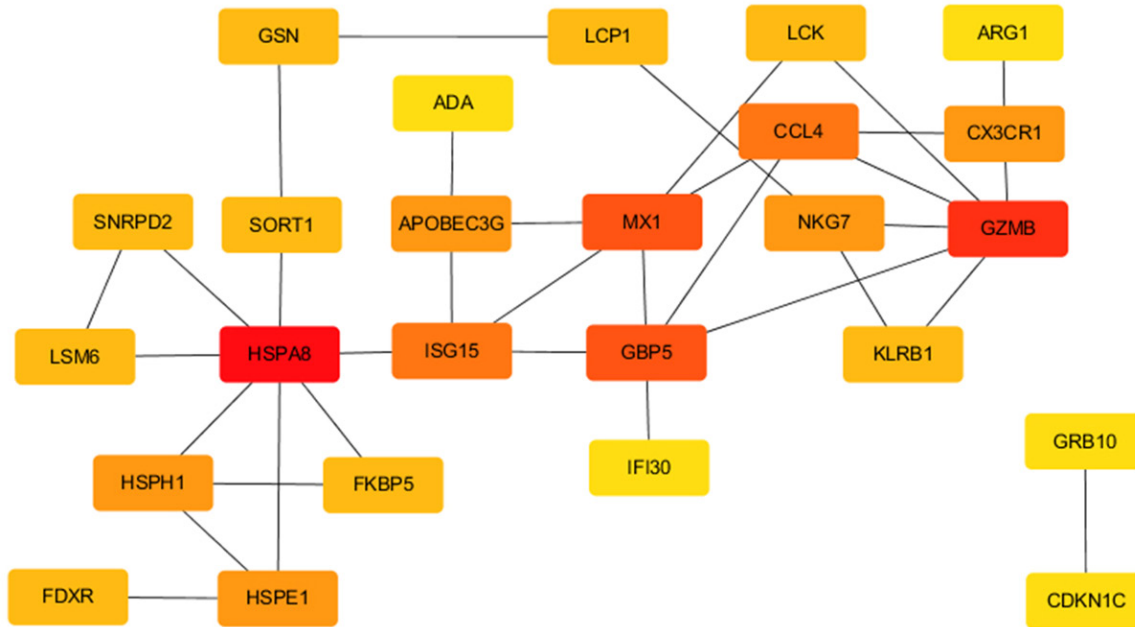 GSN
LCP1
LCK
ARG1
ADA
CCL4
CX3CR1
SNRPD2
SORT1
APOBEC3G
MX1
NKG7
GZMB
LSM6
HSPA8
ISG15
GBP5
KLRB1
GRB10
HSPH1
FKBP5
IFI30
FDXR
HSPE1
CDKN1C